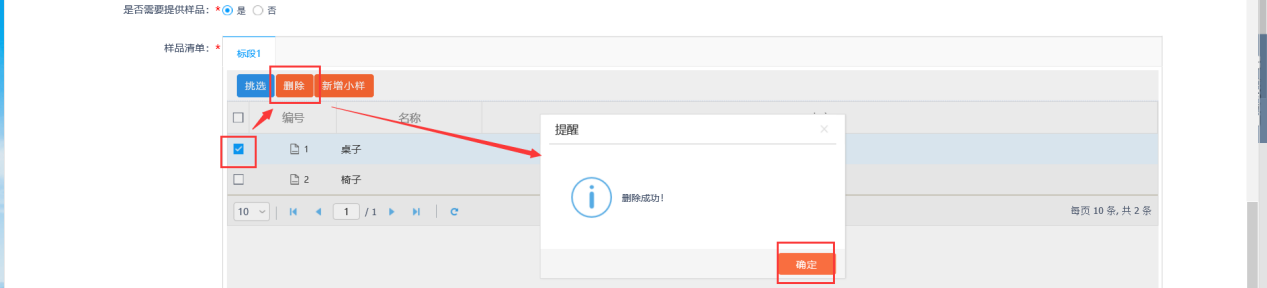 是否需要提供样品: * 是 否
样品清单: * 标段1
挑选 删除 新增小样
编号 名称
提醒
1 桌子
2 椅子
删除成功!
10 1 / 1
每页 10 条, 共 2 条
确定